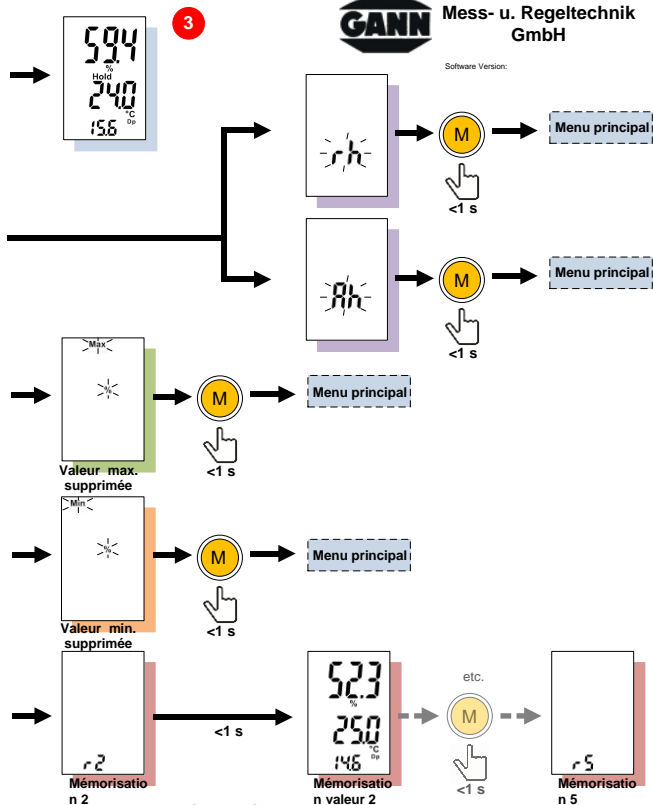 3
GANN
Mess- u. Regeltechnik
GmbH
Software Version:
59.4
%
Hold
24.0
°C
15.6 Dp
rh
M
<1 s
Menu principal
Ah
M
<1 s
Menu principal
Max
%
Valeur max.
supprimée
M
<1 s
Menu principal
Min
%
Valeur min.
supprimée
M
<1 s
Menu principal
r2
Mémorisatio
n 2
<1 s
52.3
%
25.0
°C
14.6 Dp
Mémorisatio
n valeur 2
etc.
M
<1 s
r5
Mémorisatio
n 5